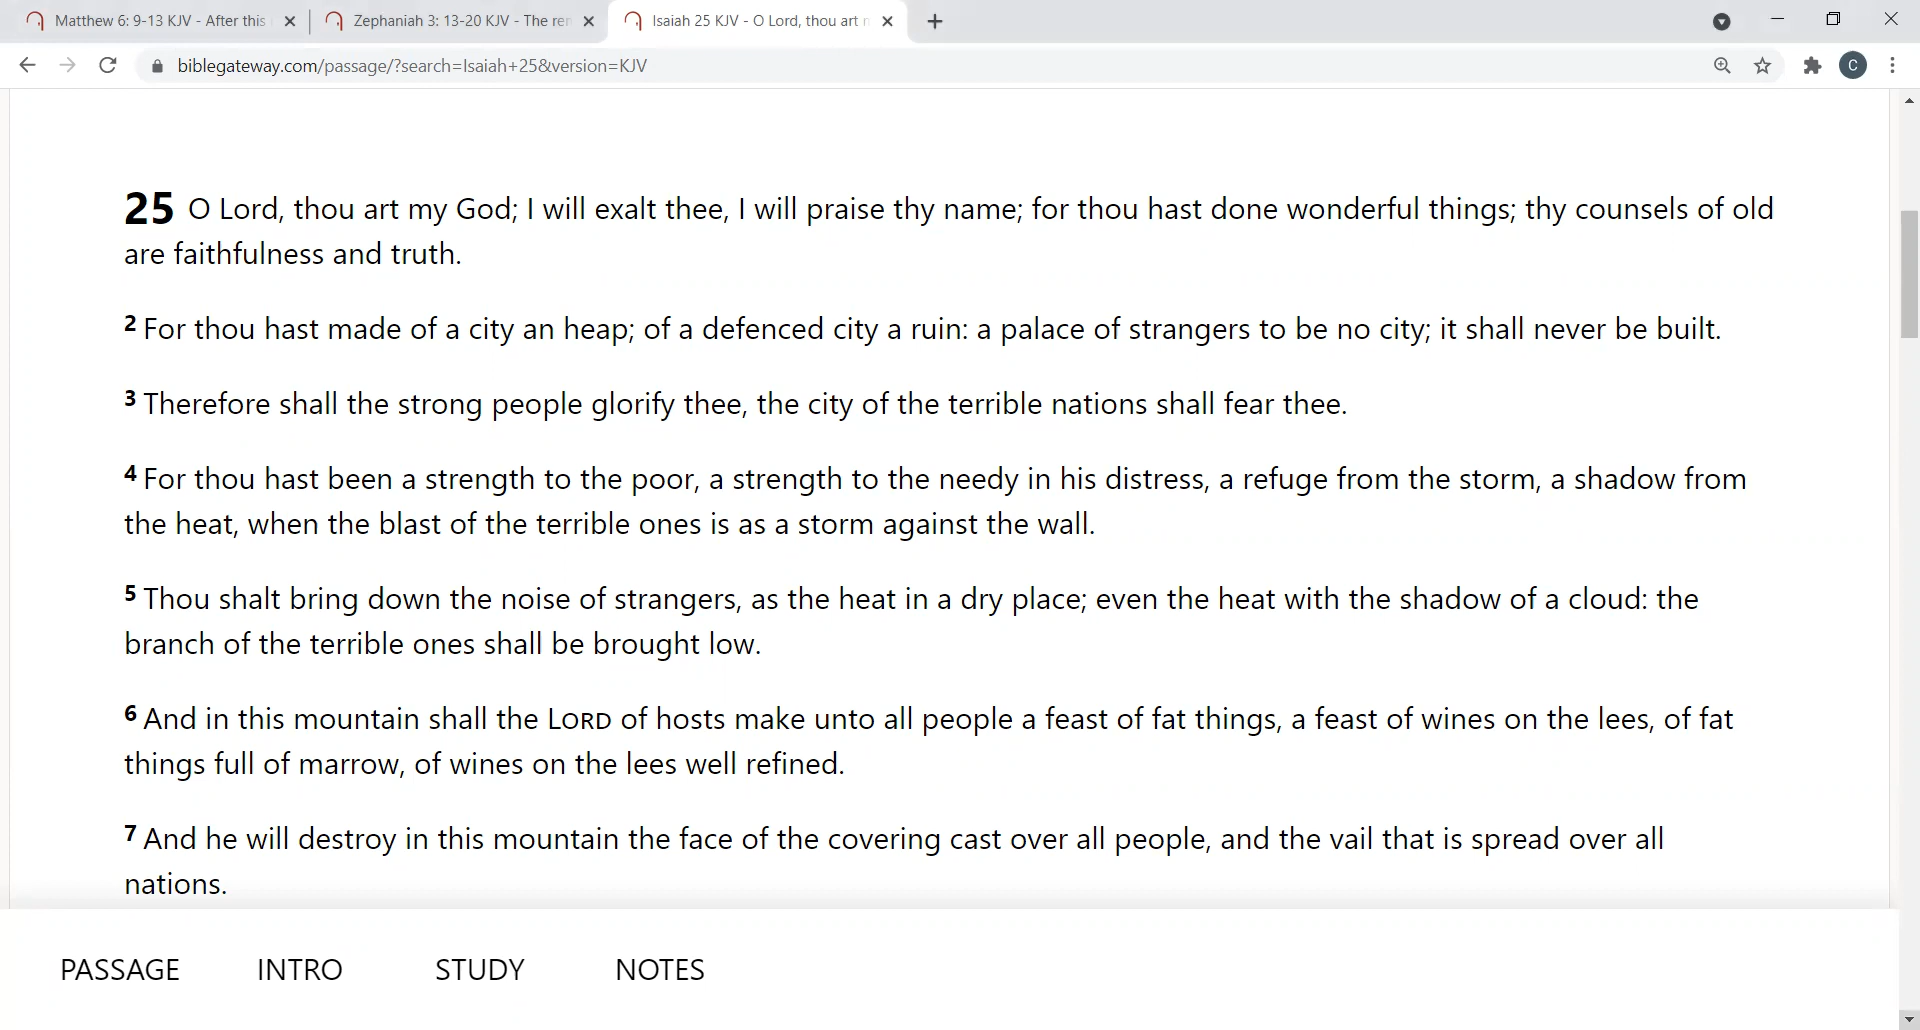 Matthew 6: 9-13 KJV - After this
Zephaniah 3: 13-20 KJV - The rem
Isaiah 25 KJV - O Lord, thou art m
biblegateway.com/passage/?search=Isaiah+25&version=KJV
C
25 O Lord, thou art my God; I will exalt thee, I will praise thy name; for thou hast done wonderful things; thy counsels of old
are faithfulness and truth.
2 For thou hast made of a city an heap; of a defenced city a ruin: a palace of strangers to be no city; it shall never be built.
3 Therefore shall the strong people glorify thee, the city of the terrible nations shall fear thee.
4 For thou hast been a strength to the poor, a strength to the needy in his distress, a refuge from the storm, a shadow from
the heat, when the blast of the terrible ones is as a storm against the wall.
5 Thou shalt bring down the noise of strangers, as the heat in a dry place; even the heat with the shadow of a cloud: the
branch of the terrible ones shall be brought low.
6 And in this mountain shall the LORD of hosts make unto all people a feast of fat things, a feast of wines on the lees, of fat
things full of marrow, of wines on the lees well refined.
7 And he will destroy in this mountain the face of the covering cast over all people, and the vail that is spread over all
nations.
PASSAGE INTRO STUDY NOTES